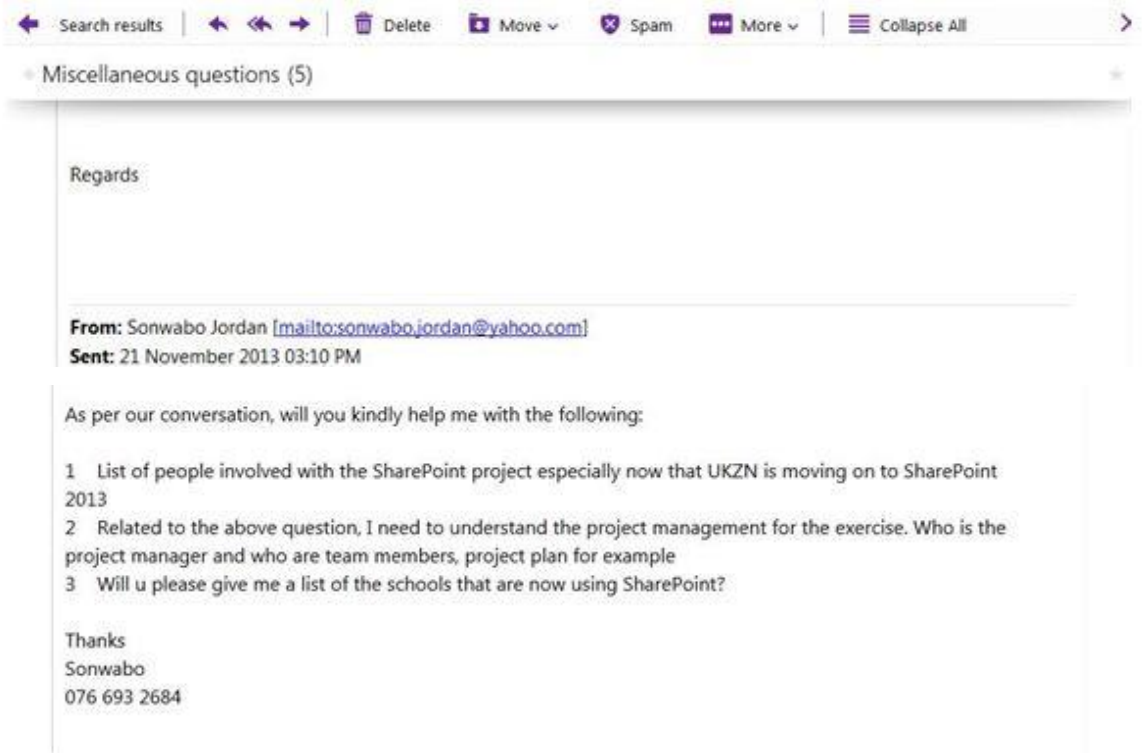 Search results Delete Move Spam More Collapse All
Miscellaneous questions (5)
Regards
From: Sonwabo Jordan [mailto:sonwabo.jordan@yahoo.com]
Sent: 21 November 2013 03:10 PM
As per our conversation, will you kindly help me with the following:
1 List of people involved with the SharePoint project especially now that UKZN is moving on to SharePoint
2013
2 Related to the above question, I need to understand the project management for the exercise. Who is the
project manager and who are team members, project plan for example
3 Will u please give me a list of the schools that are now using SharePoint?
Thanks
Sonwabo
076 693 2684